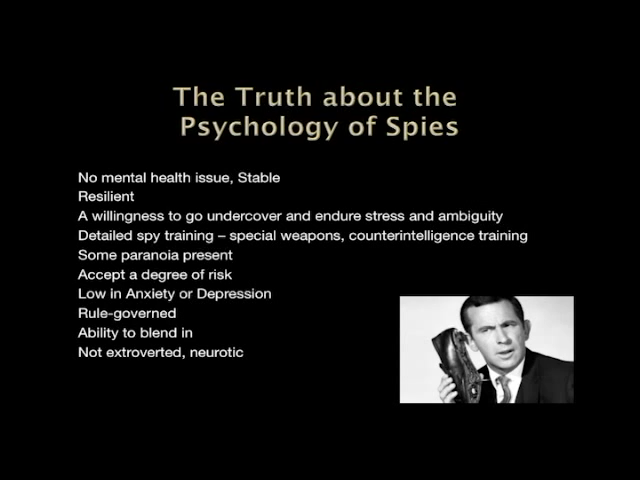 The Truth about the
Psychology of Spies
No mental health issue, Stable
Resilient
A willingness to go undercover and endure stress and ambiguity
Detailed spy training – special weapons, counterintelligence training
Some paranoia present
Accept a degree of risk
Low in Anxiety or Depression
Rule-governed
Ability to blend in
Not extroverted, neurotic